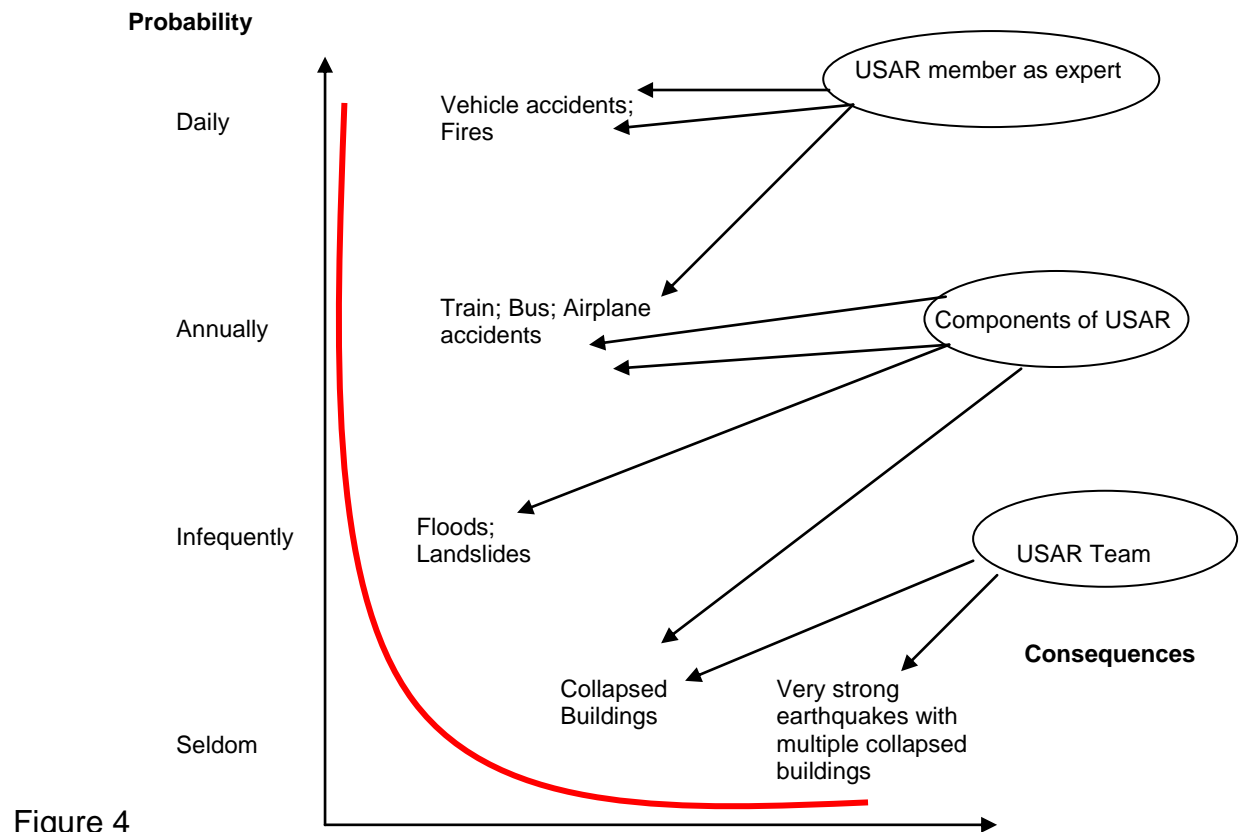 Probability
USAR member as expert
Daily
Vehicle accidents;
Fires
Annually
Train; Bus; Airplane
accidents
Components of USAR
Infequently
Floods;
Landslides
USAR Team
Consequences
Collapsed
Buildings
Very strong
earthquakes with
multiple collapsed
buildings
Seldom
Figure 4